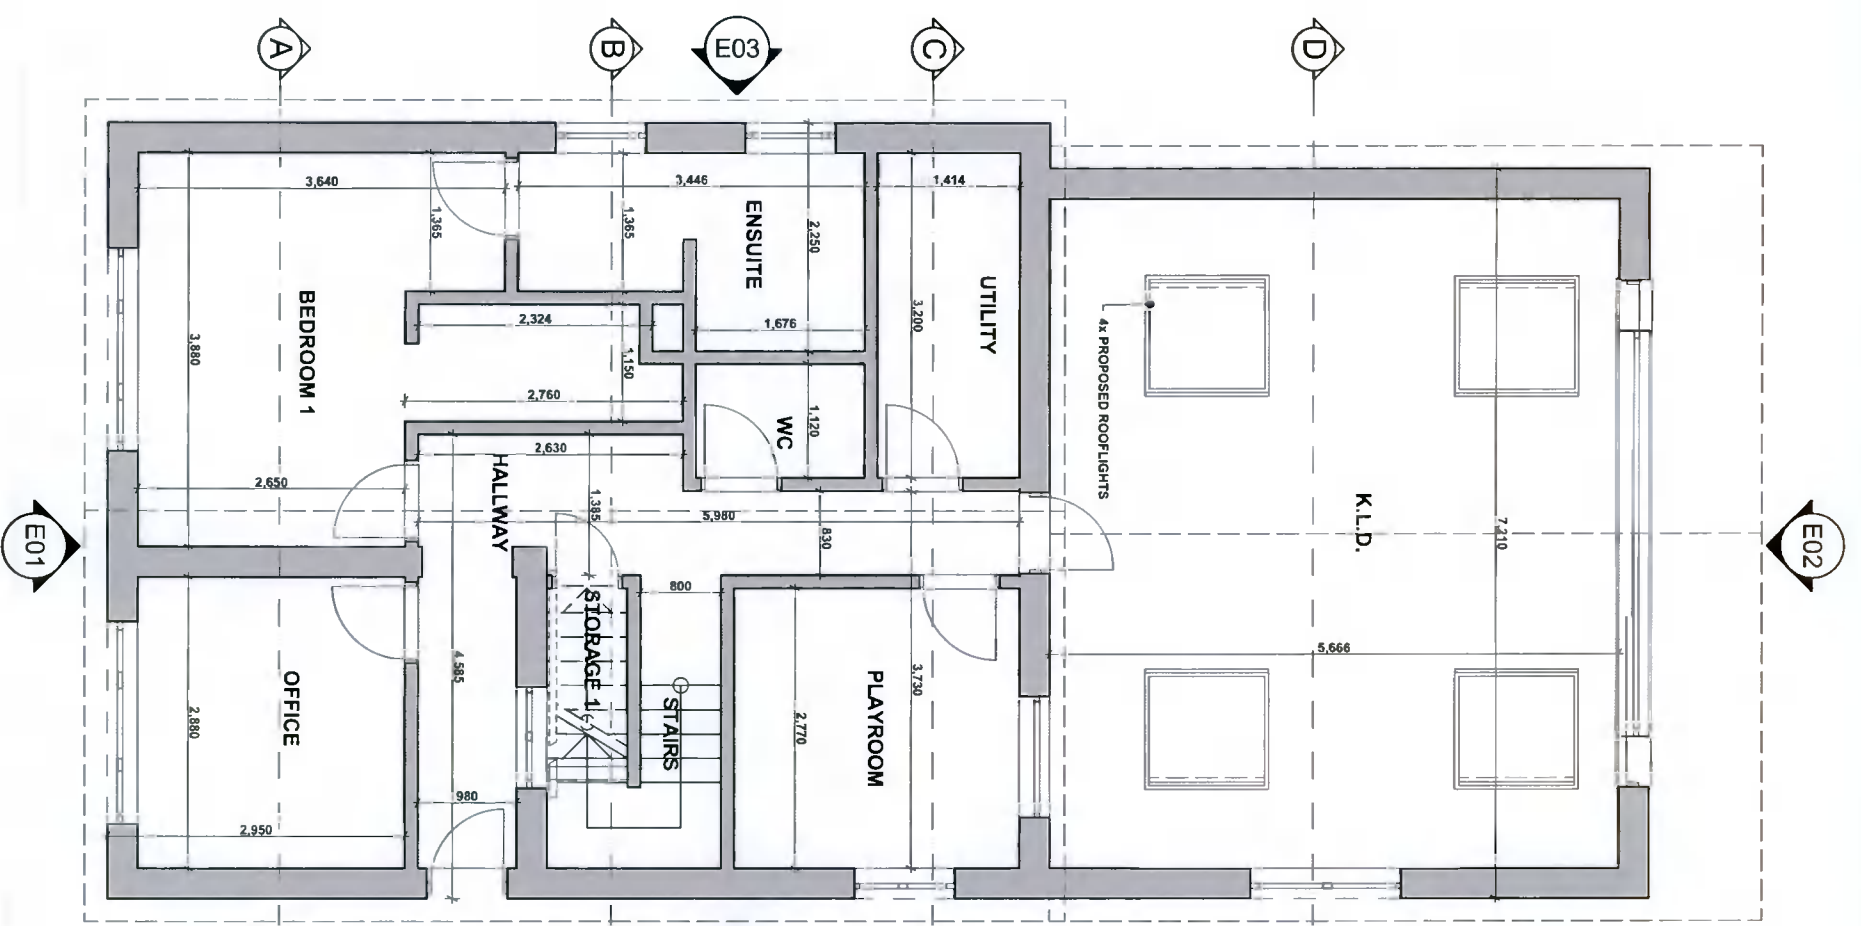 A
B
E03
C
D
3,640
3,446
1,414
1,365
1,365
ENSUITE
2,250
UTILITY
3,200
BEDROOM 1
3,880
2,324
1,150
1,676
4x PROPOSED ROOFLIGHTS
2,760
1,120
WC
2,630
HALLWAY
2,650
1,385
5,980
830
K.L.D.
7,210
E01
E02
800
STORAGE 1
STAIRS
5,666
OFFICE
2,880
4,585
PLAYROOM
3,730
2,770
980
2,950